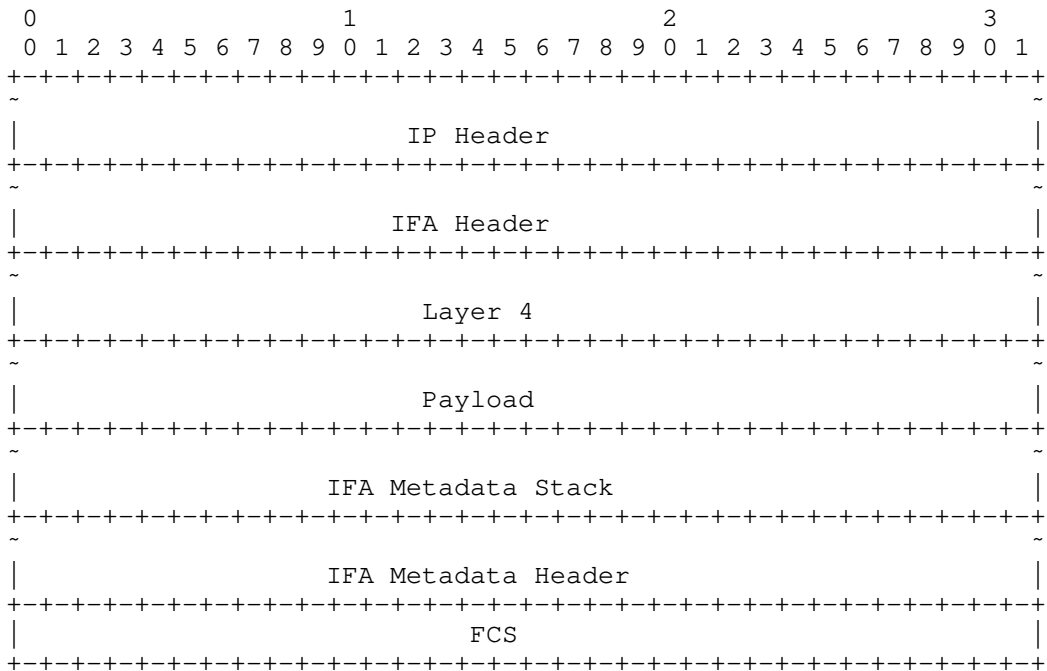 0                   1                   2                   3
 0 1 2 3 4 5 6 7 8 9 0 1 2 3 4 5 6 7 8 9 0 1 2 3 4 5 6 7 8 9 0 1
+-+-+-+-+-+-+-+-+-+-+-+-+-+-+-+-+-+-+-+-+-+-+-+-+-+-+-+-+-+-+-+-+
~                                                               ~
|                        IP Header                              |
+-+-+-+-+-+-+-+-+-+-+-+-+-+-+-+-+-+-+-+-+-+-+-+-+-+-+-+-+-+-+-+-+
~                                                               ~
|                       IFA Header                              |
+-+-+-+-+-+-+-+-+-+-+-+-+-+-+-+-+-+-+-+-+-+-+-+-+-+-+-+-+-+-+-+-+
~                                                               ~
|                         Layer 4                               |
+-+-+-+-+-+-+-+-+-+-+-+-+-+-+-+-+-+-+-+-+-+-+-+-+-+-+-+-+-+-+-+-+
~                                                               ~
|                         Payload                               |
+-+-+-+-+-+-+-+-+-+-+-+-+-+-+-+-+-+-+-+-+-+-+-+-+-+-+-+-+-+-+-+-+
~                                                               ~
|                   IFA Metadata Stack                          |
+-+-+-+-+-+-+-+-+-+-+-+-+-+-+-+-+-+-+-+-+-+-+-+-+-+-+-+-+-+-+-+-+
~                                                               ~
|                   IFA Metadata Header                         |
+-+-+-+-+-+-+-+-+-+-+-+-+-+-+-+-+-+-+-+-+-+-+-+-+-+-+-+-+-+-+-+-+
|                            FCS                                |
+-+-+-+-+-+-+-+-+-+-+-+-+-+-+-+-+-+-+-+-+-+-+-+-+-+-+-+-+-+-+-+-+